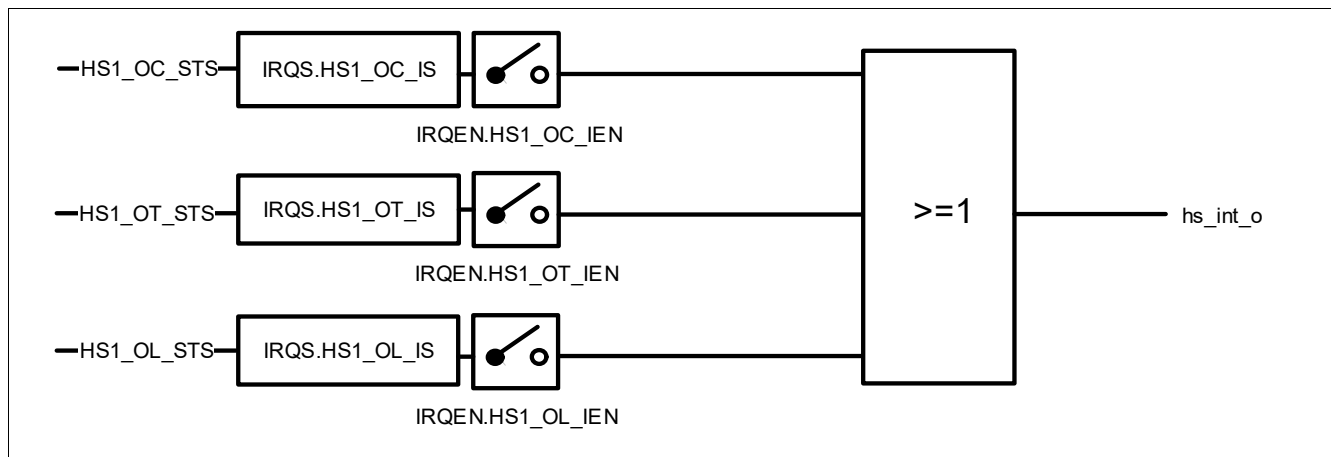 HS1_OC_STS
IRQS.HS1_OC_IS
IRQEN.HS1_OC_IEN
HS1_OT_STS
IRQS.HS1_OT_IS
IRQEN.HS1_OT_IEN
HS1_OL_STS
IRQS.HS1_OL_IS
IRQEN.HS1_OL_IEN
>=1
hs_int_o